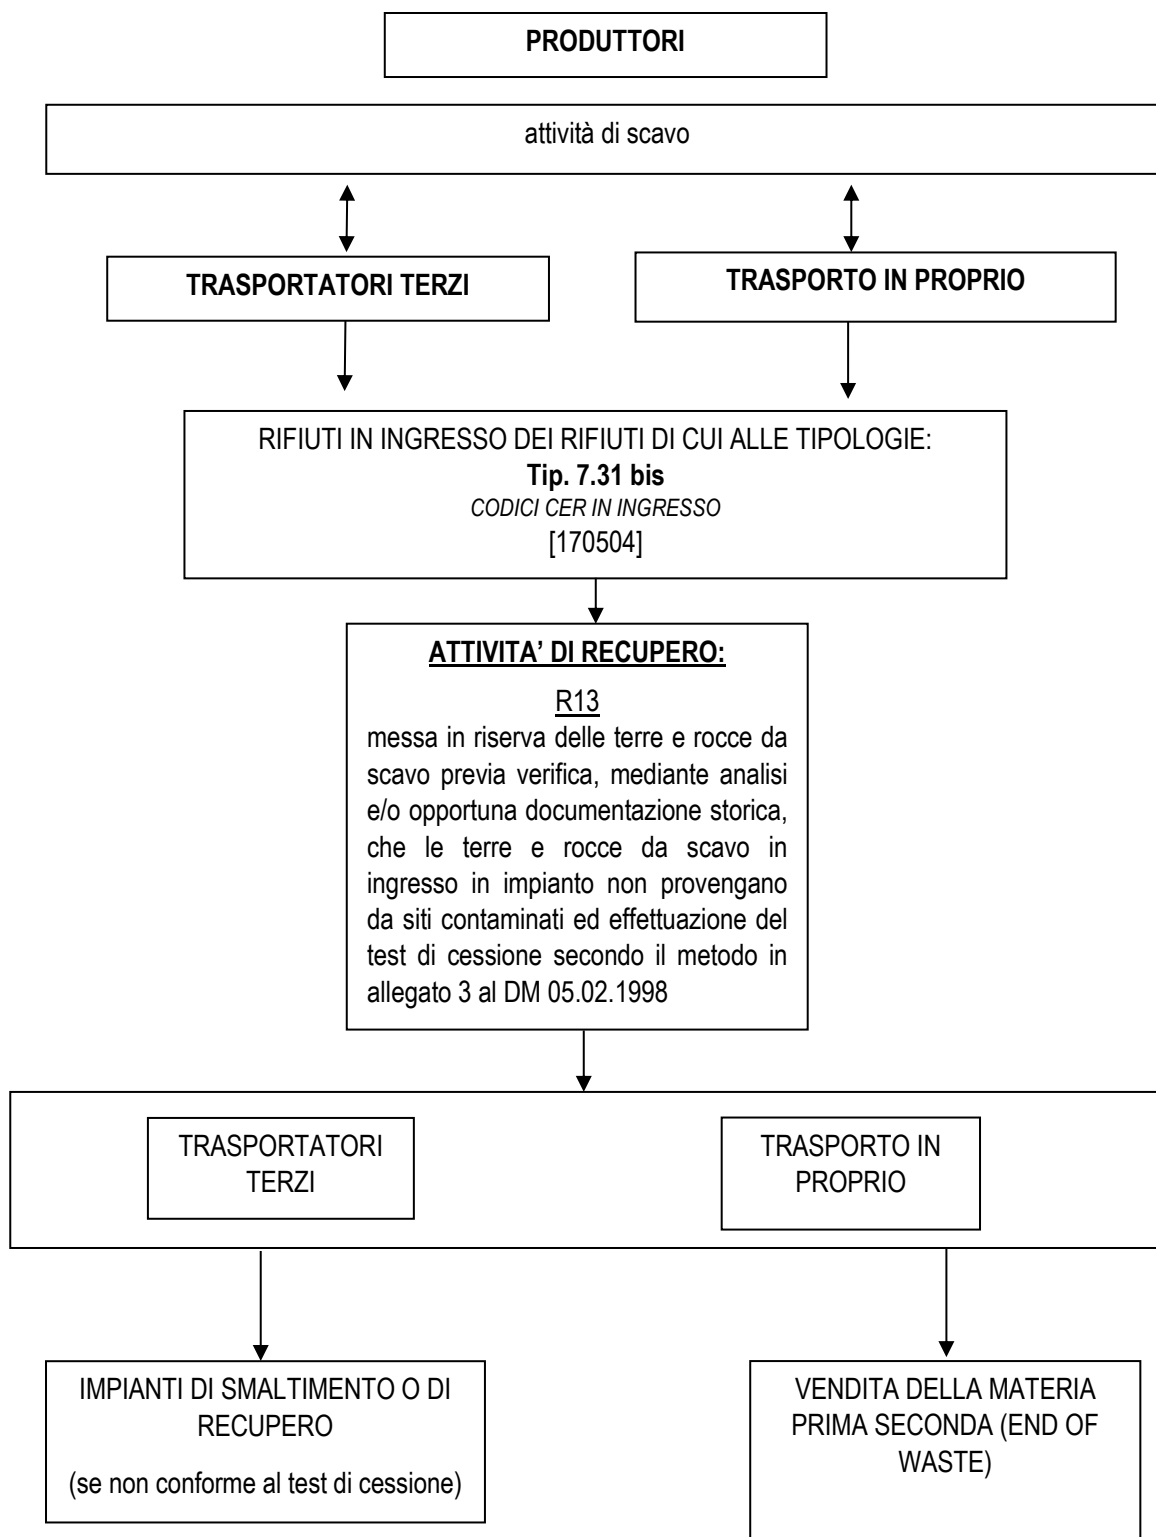 PRODUTTORI
attività di scavo
TRASPORTATORI TERZI
TRASPORTO IN PROPRIO
RIFIUTI IN INGRESSO DEI RIFIUTI DI CUI ALLE TIPOLOGIE:
Tip. 7.31 bis
CODICI CER IN INGRESSO
[170504]
ATTIVITA’ DI RECUPERO:
R13
messa in riserva delle terre e rocce da
scavo previa verifica, mediante analisi
e/o opportuna documentazione storica,
che le terre e rocce da scavo in
ingresso in impianto non provengano
da siti contaminati ed effettuazione del
test di cessione secondo il metodo in
allegato 3 al DM 05.02.1998
TRASPORTATORI
TERZI
TRASPORTO IN
PROPRIO
IMPIANTI DI SMALTIMENTO O DI
RECUPERO
(se non conforme al test di cessione)
VENDITA DELLA MATERIA
PRIMA SECONDA (END OF
WASTE)